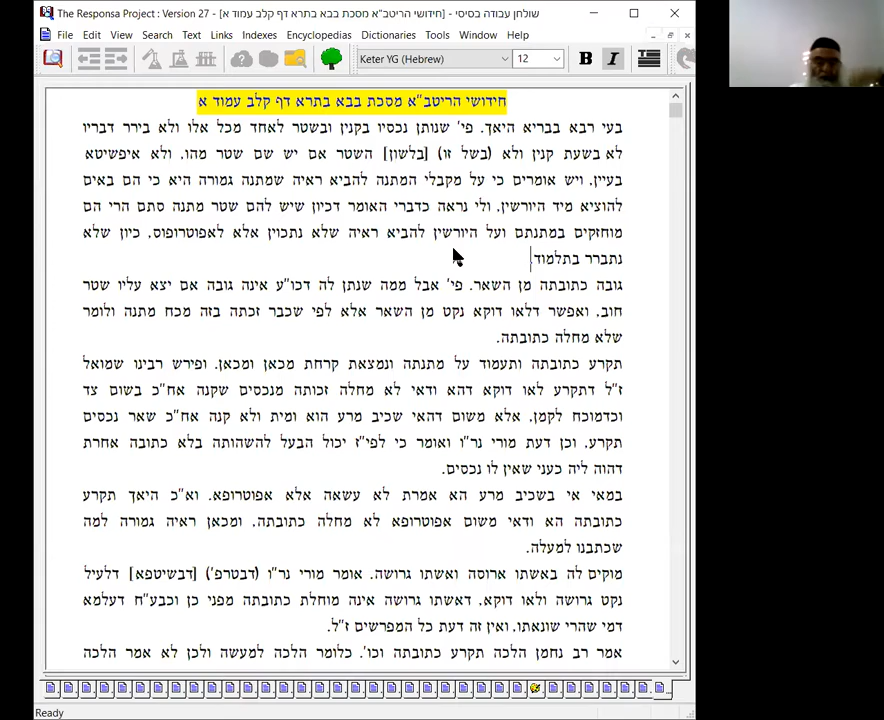 The Responsa Project : Version 27 - [חידושי הריטב"א מסכת בבא בתרא דף קלב עמוד א] - שולחן עבודה בסיסי
File Edit View Search Text Links Indexes Encyclopedias Dictionaries Tools Window Help
Keter YG (Hebrew) 12 B I
חידושי הריטב"א מסכת בבא בתרא דף קלב עמוד א
בעי רבא בבריא היאך. פי' שנותן נכסיו בקנין ובשטר לאחד מכל אלו ולא בירר דבריו
לא בשעת קנין ולא (בשל זו) [בלשון] השטר אם יש שם שטר מהו, ולא איפשיטא
בעיין, ויש אומרים כי על מקבלי המתנה להביא ראיה שמתנה גמורה היא כי הם באים
להוציא מיד היורשין, ולי נראה כדברי האומר דכיון שיש להם שטר מתנה סתם הרי הם
מוחזקים במתנתם ועל היורשין להביא ראיה שלא נתכוין אלא לאפוטרופוס, כיון שלא
נתברר בתלמוד.
גובה כתובתה מן השאר. פי' אבל ממה שנתן לה דכו"ע אינה גובה אם יצא עליו שטר
חוב, ואפשר דלאו דוקא נקט מן השאר אלא לפי שכבר זכתה בזה מכח מתנה ולומר
שלא מחלה כתובתה.
תקרע כתובתה ותעמוד על מתנתה ונמצאת קרחת מכאן ומכאן. ופירש רבינו שמואל
ז"ל דתקרע לאו דוקא דהא ודאי לא מחלה זכותה מנכסים שקנה אח"כ בשום צד
וכדמוכח לקמן, אלא משום דהאי שכיב מרע הוא ומית ולא קנה אח"כ שאר נכסים
תקרע, וכן דעת מורי נר"ו ואומר כי לפי"ז יכול הבעל להשהותה בלא כתובה אחרת
דהוה ליה כעני שאין לו נכסים.
במאי אי בשכיב מרע הא אמרת לא עשאה אלא אפוטרופא. וא"כ היאך תקרע
כתובתה הא ודאי משום אפוטרופא לא מחלה כתובתה, ומכאן ראיה גמורה למה
שכתבנו למעלה.
מוקים לה באשתו ארוסה ואשתו גרושה. אומר מורי נר"ו (דבטרפ') [דבשיטפא] דלעיל
נקט גרושה ולאו דוקא, דאשתו גרושה אינה מוחלת כתובתה מפני כן וכבע"ח דעלמא
דמי שהרי שונאתו, ואין זה דעת כל המפרשים ז"ל.
אמר רב נחמן הלכה תקרע כתובתה וכו'. כלומר הלכה למעשה ולכן לא אמר הלכה
Ready